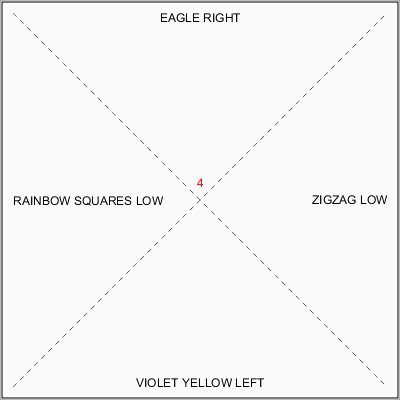 EAGLE RIGHT
4
RAINBOW SQUARES LOW
ZIGZAG LOW
VIOLET YELLOW LEFT